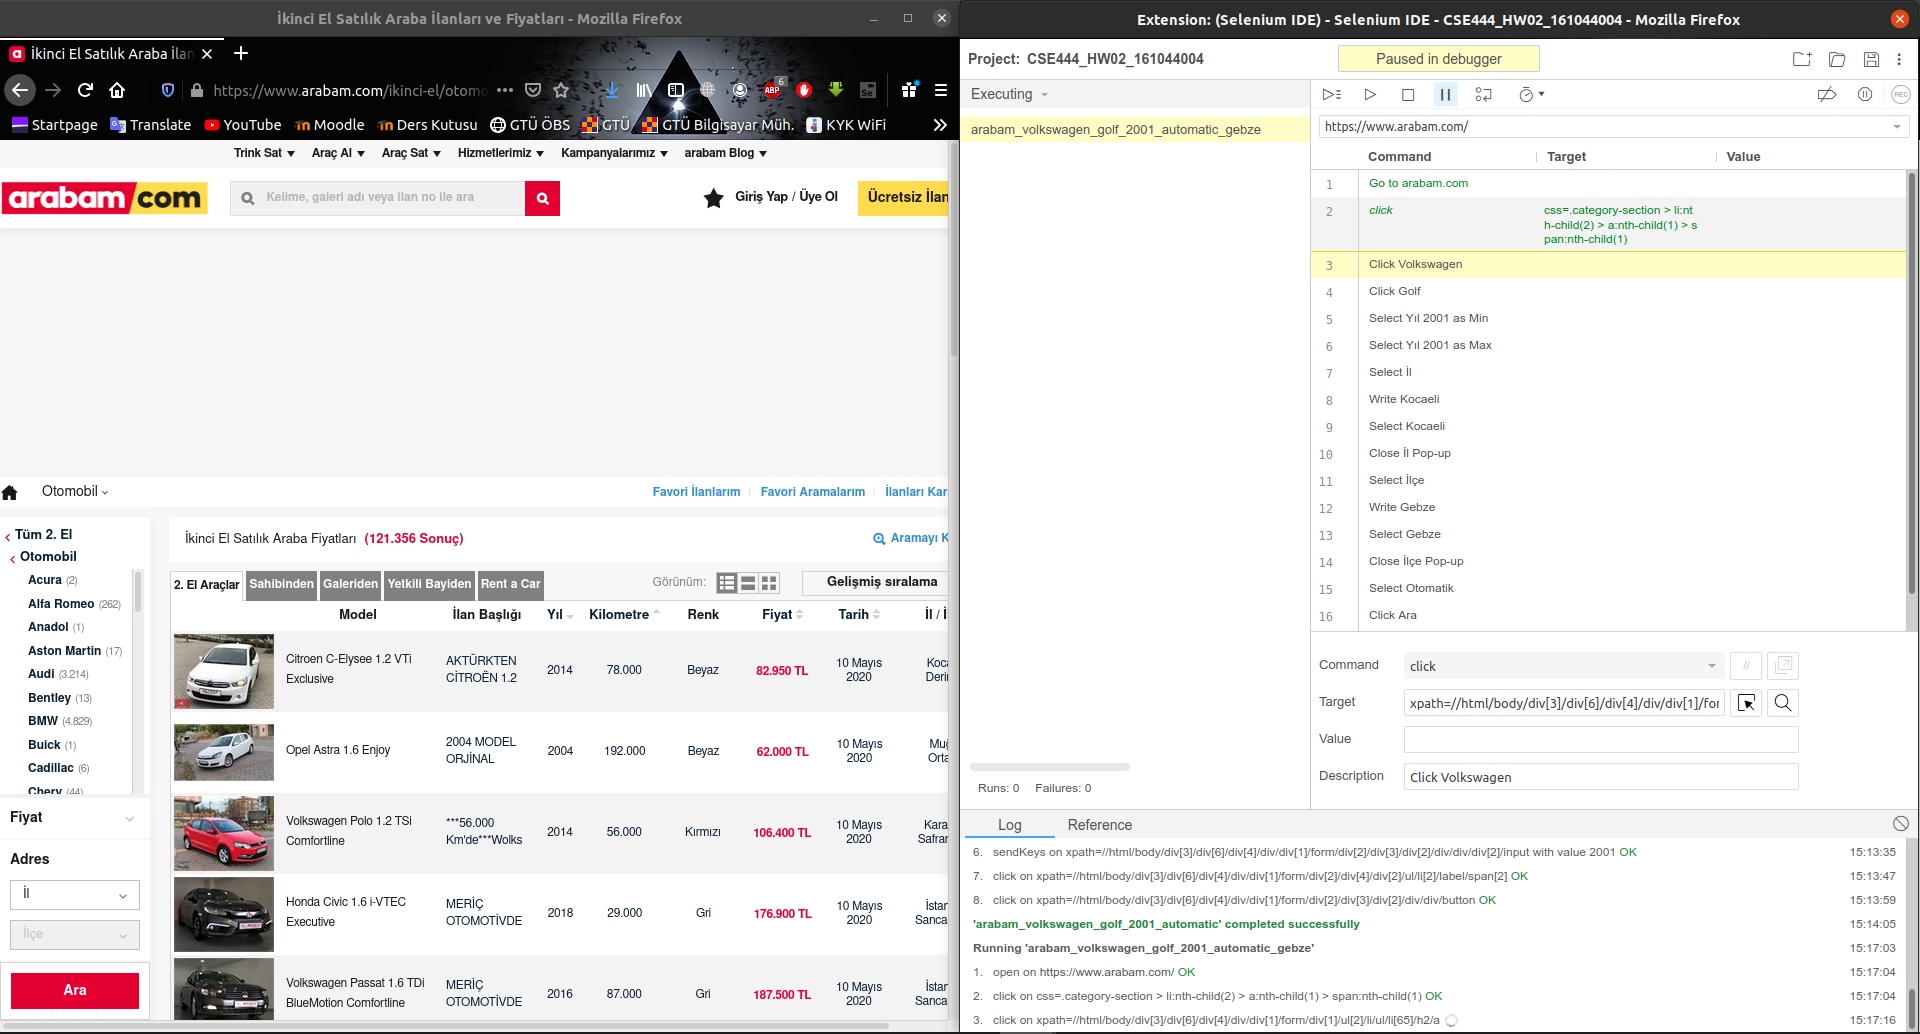 İkinci El Satılık Araba İlanları ve Fiyatları - Mozilla Firefox
İkinci El Satılık Araba İlan
https://www.arabam.com/ikinci-el/otomo
6
ABP
Se
Startpage Translate YouTube Moodle Ders Kutusu GTÜ ÖBS GTÜ GTÜ Bilgisayar Müh. KYK WiFi
Trink Sat Araç Al Araç Sat Hizmetlerimiz Kampanyalarımız arabam Blog
arabam.com
Kelime, galeri adı veya ilan no ile ara
Giriş Yap / Üye Ol
Ücretsiz İlan
Otomobil
Favori İlanlarım Favori Aramalarım İlanları Kar
Tüm 2. El
Otomobil
Acura (2)
Alfa Romeo (262)
Anadol (1)
Aston Martin (17)
Audi (3.214)
Bentley (13)
BMW (4.829)
Buick (1)
Cadillac (6)
Chery (44)
Fiyat
Adres
İl
İlçe
Ara
İkinci El Satılık Araba Fiyatları (121.356 Sonuç)
Aramayı K
2. El Araçlar Sahibinden Galeriden Yetkili Bayiden Rent a Car
Görünüm:
Gelişmiş sıralama
Model İlan Başlığı Yıl Kilometre Renk Fiyat Tarih İl / İ
Citroen C-Elysee 1.2 VTi Exclusive AKTÜRKTEN CİTROËN 1.2 2014 78.000 Beyaz 82.950 TL 10 Mayıs 2020 Koca Derin
Opel Astra 1.6 Enjoy 2004 MODEL ORJİNAL 2004 192.000 Beyaz 62.000 TL 10 Mayıs 2020 Muğ Orta
Volkswagen Polo 1.2 TSi Comfortline ***56.000 Km'de***Wolks 2014 56.000 Kırmızı 106.400 TL 10 Mayıs 2020 Kara Safran
Honda Civic 1.6 i-VTEC Executive MERİÇ OTOMOTİVDE 2018 29.000 Gri 176.900 TL 10 Mayıs 2020 İstan Sanca
Volkswagen Passat 1.6 TDi BlueMotion Comfortline MERİÇ OTOMOTİVDE 2016 87.000 Gri 187.500 TL 10 Mayıs 2020 İstan Sanca
Extension: (Selenium IDE) - Selenium IDE - CSE444_HW02_161044004 - Mozilla Firefox
Project: CSE444_HW02_161044004
Paused in debugger
Executing
arabam_volkswagen_golf_2001_automatic_gebze
Runs: 0 Failures: 0
REC
https://www.arabam.com/
Command Target Value
1 Go to arabam.com
2 click css=.category-section > li:nt
h-child(2) > a:nth-child(1) > s
pan:nth-child(1)
3 Click Volkswagen
4 Click Golf
5 Select Yıl 2001 as Min
6 Select Yıl 2001 as Max
7 Select İl
8 Write Kocaeli
9 Select Kocaeli
10 Close İl Pop-up
11 Select İlçe
12 Write Gebze
13 Select Gebze
14 Close İlçe Pop-up
15 Select Otomatik
16 Click Ara
Command click //
Target xpath=//html/body/div[3]/div[6]/div[4]/div/div[1]/for
Value
Description Click Volkswagen
Log Reference
6. sendKeys on xpath=//html/body/div[3]/div[6]/div[4]/div/div[1]/form/div[2]/div[3]/div[2]/div/div/div[2]/input with value 2001 OK 15:13:35
7. click on xpath=//html/body/div[3]/div[6]/div[4]/div/div[1]/form/div[2]/div[4]/div[2]/ul/li[2]/label/span[2] OK 15:13:47
8. click on xpath=//html/body/div[3]/div[6]/div[4]/div/div[1]/form/div[2]/div[3]/div[2]/div/div/button OK 15:13:59
'arabam_volkswagen_golf_2001_automatic' completed successfully 15:14:05
Running 'arabam_volkswagen_golf_2001_automatic_gebze' 15:17:03
1. open on https://www.arabam.com/ OK 15:17:04
2. click on css=.category-section > li:nth-child(2) > a:nth-child(1) > span:nth-child(1) OK 15:17:04
3. click on xpath=//html/body/div[3]/div[6]/div[4]/div/div[1]/form/div[1]/ul[2]/li/ul/li[65]/h2/a 15:17:16